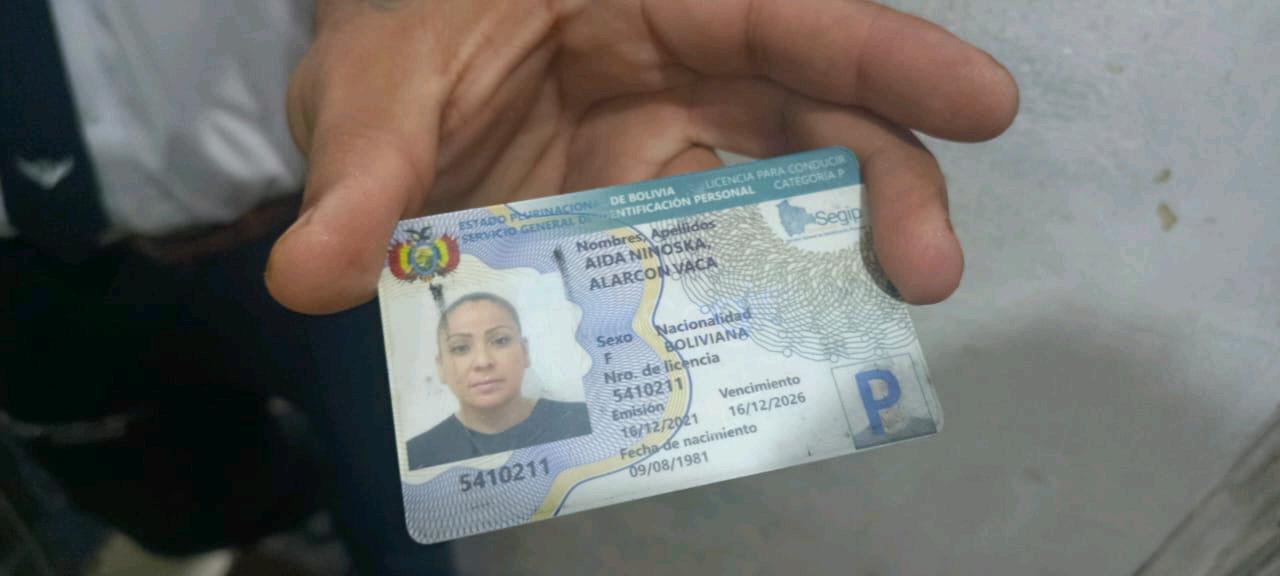 ESTADO PLURINACIONAL DE BOLIVIA
SERVICIO GENERAL DE IDENTIFICACIÓN PERSONAL
LICENCIA PARA CONDUCIR
CATEGORÍA P
Segip
Nombres, Apellidos
AIDA NINOSKA,
ALARCON VACA
Sexo
F
Nacionalidad
BOLIVIANA
Nro. de licencia
5410211
Emisión
16/12/2021
Vencimiento
16/12/2026
Fecha de nacimiento
09/08/1981
5410211
P